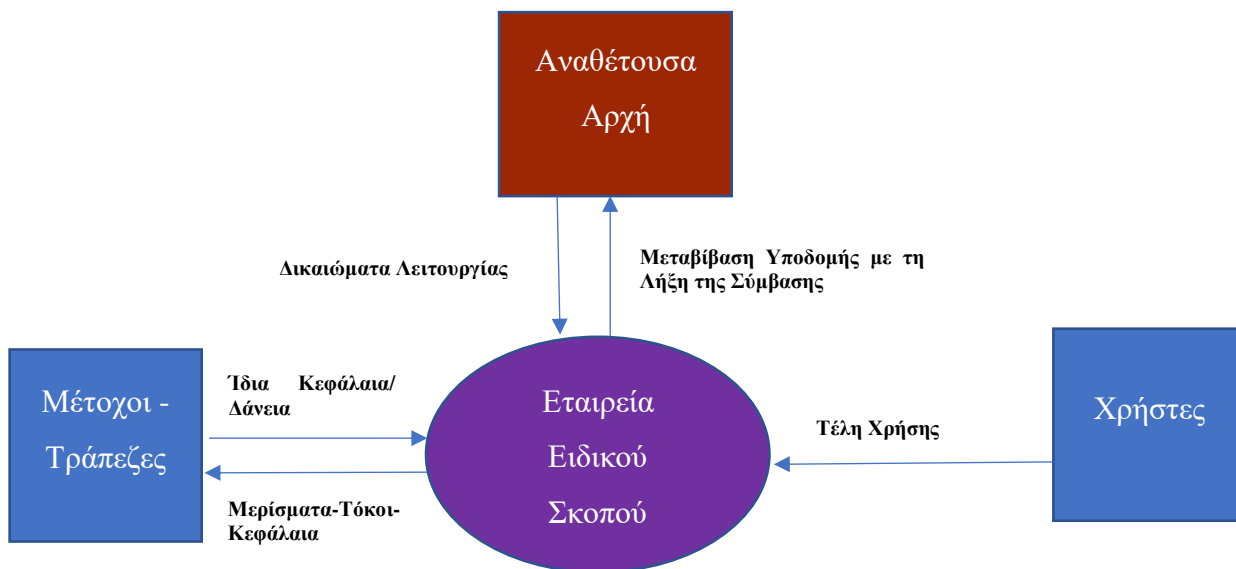 Αναθέτουσα
Αρχή
Δικαιώματα Λειτουργίας
Μεταβίβαση Υποδομής με τη
Λήξη της Σύμβασης
Μέτοχοι -
Τράπεζες
Ίδια Κεφάλαια/
Δάνεια
Μερίσματα-Τόκοι-
Κεφάλαια
Εταιρεία
Ειδικού
Σκοπού
Τέλη Χρήσης
Χρήστες